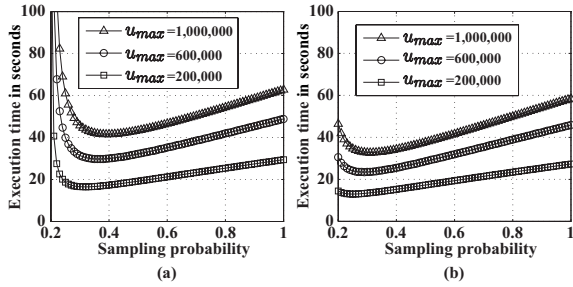 (a)
Execution time in seconds
100
80
60
40
20
0
u_max=1,000,000
u_max=600,000
u_max=200,000
0.2 0.4 0.6 0.8 1
Sampling probability
(a)
(b)
Execution time in seconds
100
80
60
40
20
0
u_max=1,000,000
u_max=600,000
u_max=200,000
0.2 0.4 0.6 0.8 1
Sampling probability
(b)